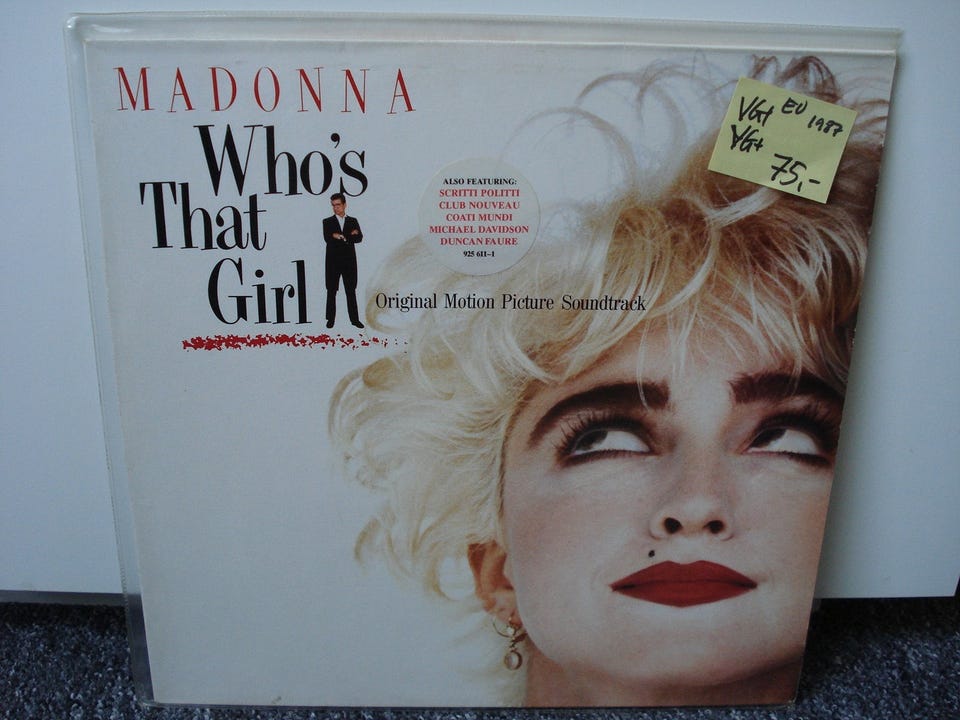 MADONNA
Who's
That
Girl
Original Motion Picture Soundtrack
ALSO FEATURING:
SCRITTI POLITTI
CLUB NOUVEAU
COATI MUNDI
MICHAEL DAVIDSON
DUNCAN FAURE
925 611-1
VG+ EU 1987
VG+
75,-